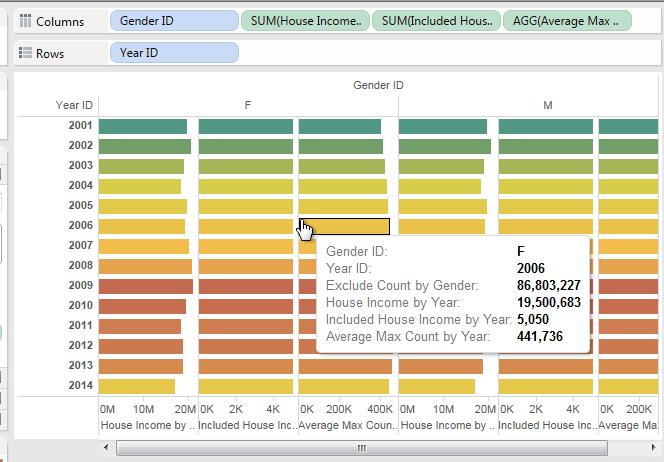 Columns Gender ID SUM(House Income.. SUM(Included Hous.. AGG(Average Max ..
Rows Year ID
Gender ID
Year ID F M
2001
2002
2003
2004
2005
2006
2007
2008
2009
2010
2011
2012
2013
2014
Gender ID: F
Year ID: 2006
Exclude Count by Gender: 86,803,227
House Income by Year: 19,500,683
Included House Income by Year: 5,050
Average Max Count by Year: 441,736
0M 10M 20M 0K 2K 4K 0K 200K 400K 0M 10M 20M 0K 2K 4K 0K 200K
House Income by .. Included House Inc.. Average Max Coun.. House Income by .. Included House Inc.. Average Ma